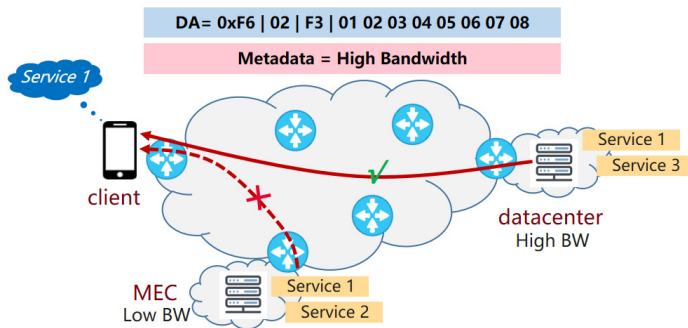 DA= 0xF6 | 02 | F3 | 01 02 03 04 05 06 07 08
Metadata = High Bandwidth
Service 1
client
Service 1
Service 3
datacenter
High BW
MEC
Low BW
Service 1
Service 2